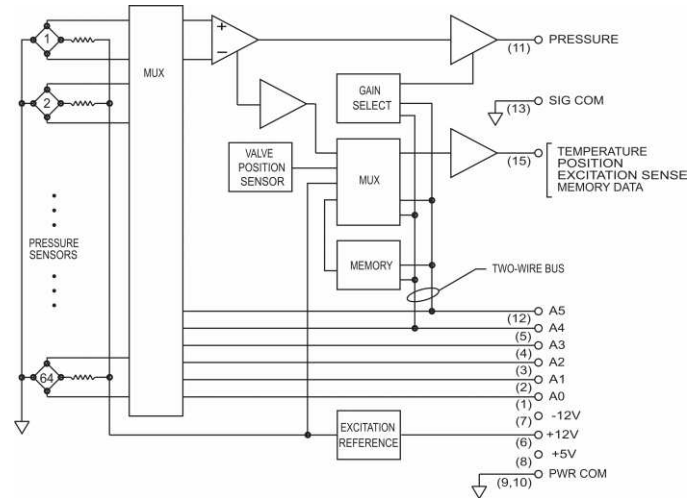 1
MUX
+
−
(11) PRESSURE
2
GAIN
SELECT
(13) SIG COM
VALVE
POSITION
SENSOR
MUX
(15)
TEMPERATURE
POSITION
EXCITATION SENSE
MEMORY DATA
PRESSURE
SENSORS
MEMORY
TWO-WIRE BUS
(12) A5
(5) A4
(4) A3
64
(3) A2
(2) A1
(1) A0
(7) -12V
EXCITATION
REFERENCE
(6) +12V
(8) +5V
(9,10) PWR COM